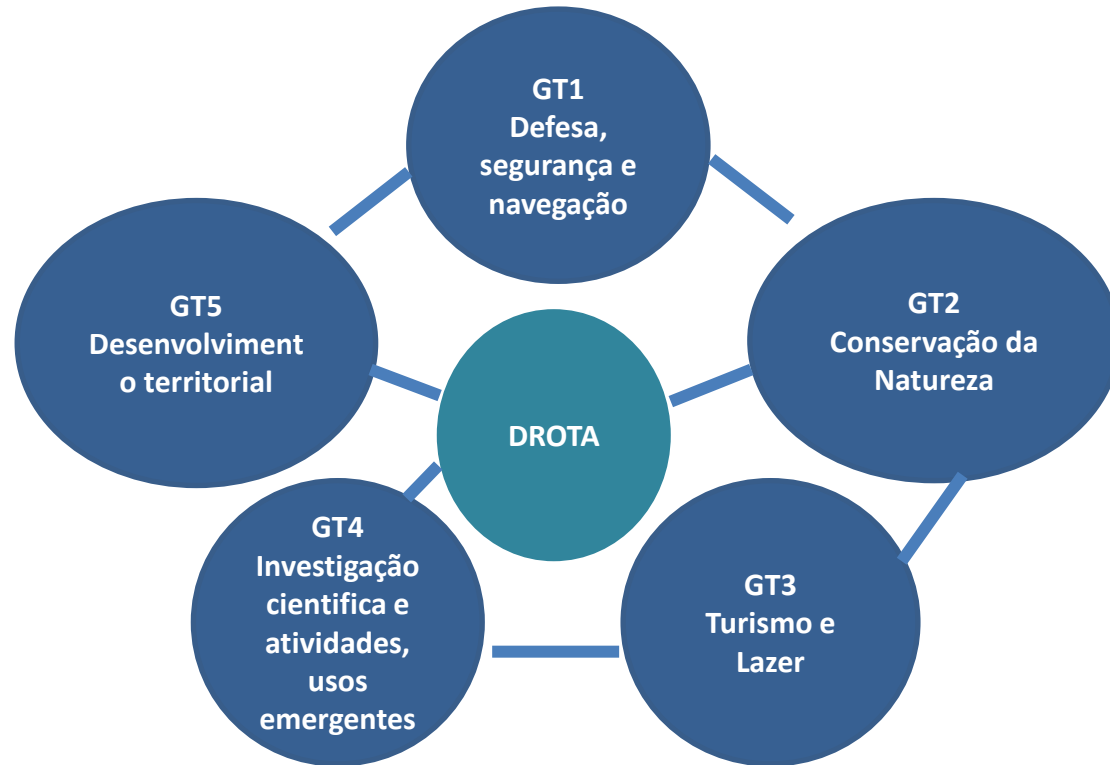 GT1
Defesa,
segurança e
navegação
GT5
Desenvolviment
o territorial
GT2
Conservação da
Natureza
DROTA
GT4
Investigação
cientifica e
atividades,
usos
emergentes
GT3
Turismo e
Lazer